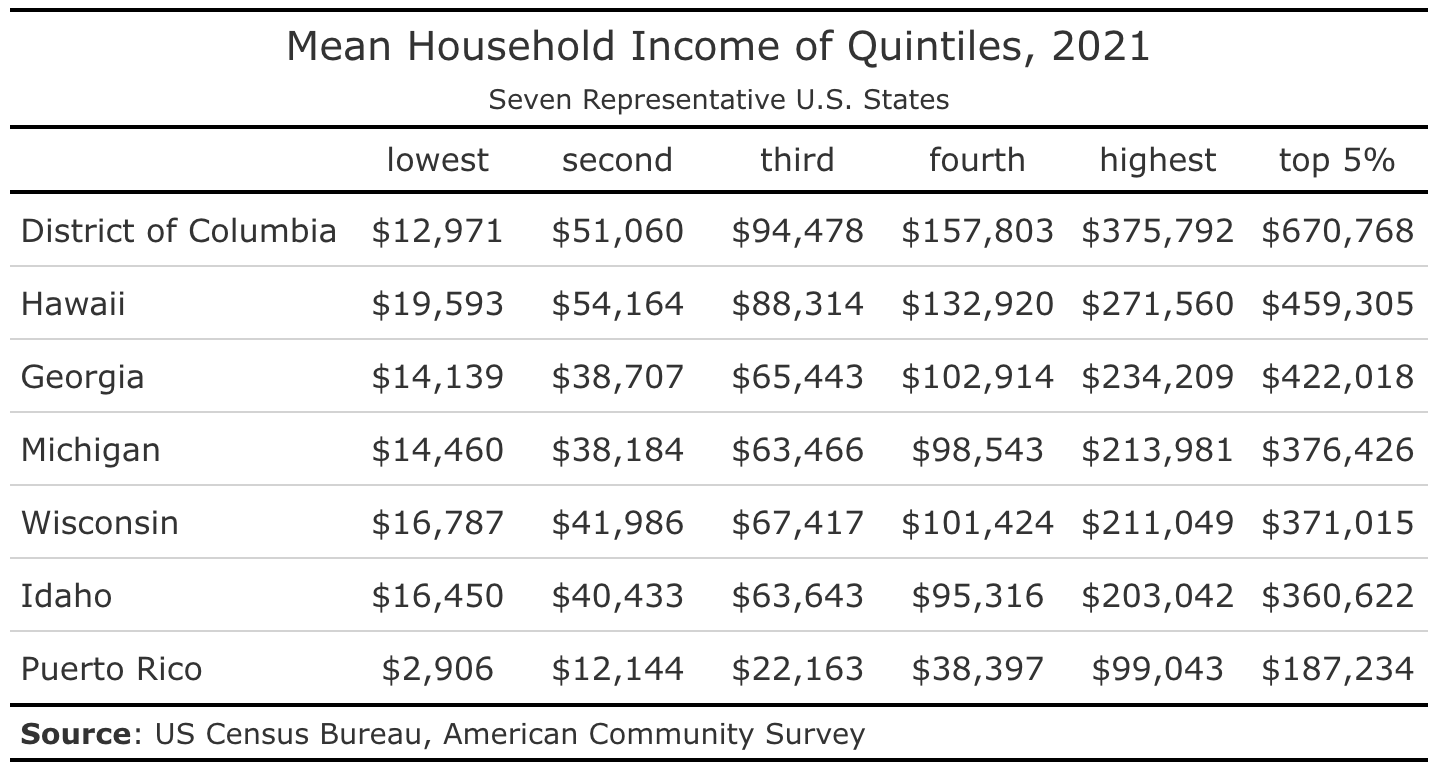 Mean Household Income of Quintiles, 2021
Seven Representative U.S. States
lowest second third fourth highest top 5%
District of Columbia $12,971 $51,060 $94,478 $157,803 $375,792 $670,768
Hawaii $19,593 $54,164 $88,314 $132,920 $271,560 $459,305
Georgia $14,139 $38,707 $65,443 $102,914 $234,209 $422,018
Michigan $14,460 $38,184 $63,466 $98,543 $213,981 $376,426
Wisconsin $16,787 $41,986 $67,417 $101,424 $211,049 $371,015
Idaho $16,450 $40,433 $63,643 $95,316 $203,042 $360,622
Puerto Rico $2,906 $12,144 $22,163 $38,397 $99,043 $187,234
Source: US Census Bureau, American Community Survey